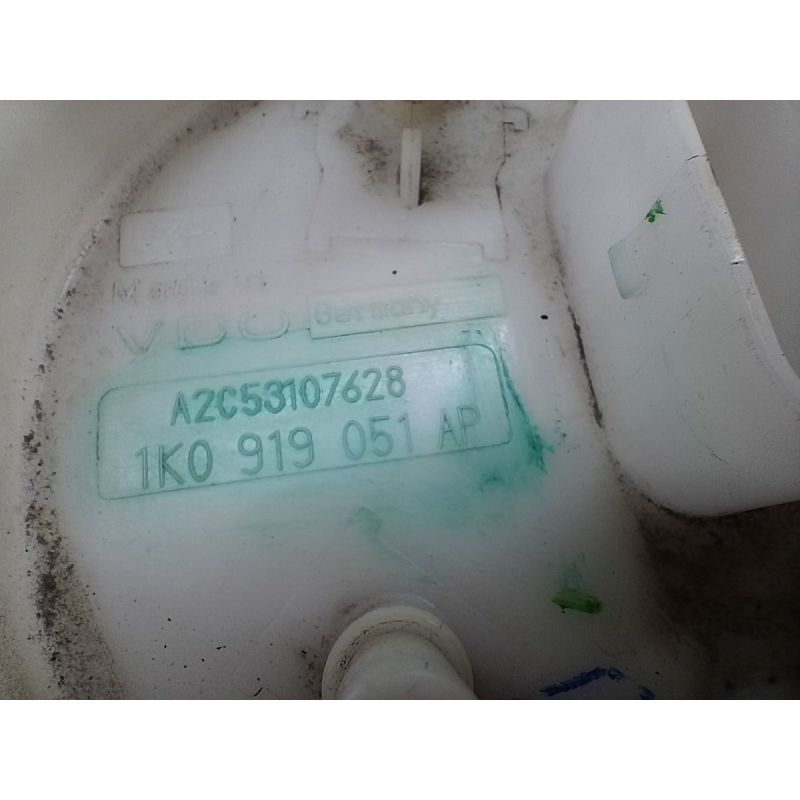 VDO Germany
A2C53107628
1K0 919 051 AP